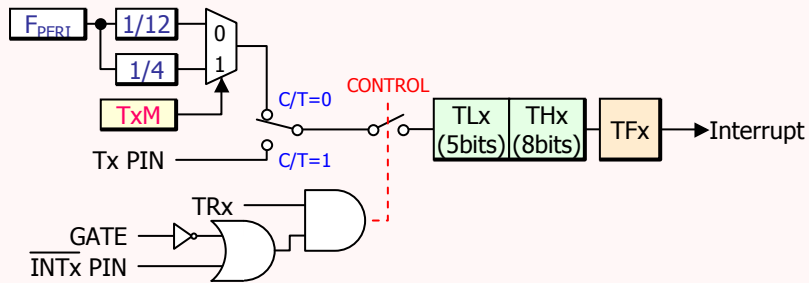 FPERI
1/12
0
1/4
1
TxM
C/T=0
CONTROL
TLx
(5bits)
THx
(8bits)
TFx
Interrupt
Tx PIN
C/T=1
TRx
GATE
INTx PIN